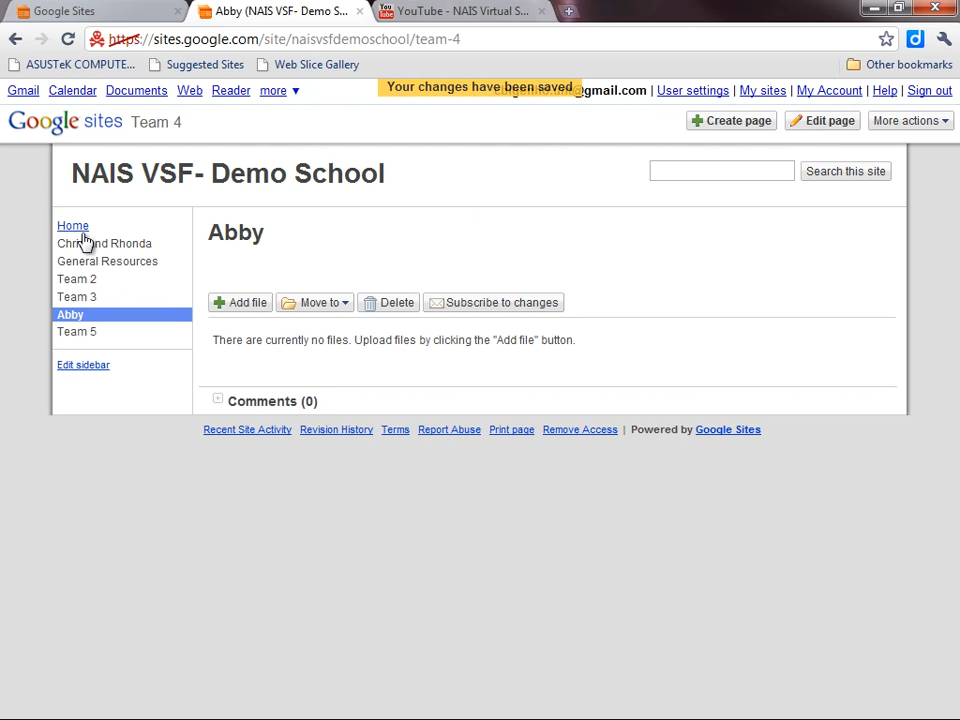 Google Sites
Abby (NAIS VSF- Demo S...
YouTube - NAIS Virtual S...
https://sites.google.com/site/naisvsfdemoschool/team-4
ASUSTeK COMPUTE...
Suggested Sites
Web Slice Gallery
Other bookmarks
Gmail Calendar Documents Web Reader more ▼
Your changes have been saved
@gmail.com | User settings | My sites | My Account | Help | Sign out
Google sites Team 4
Create page
Edit page
More actions
NAIS VSF- Demo School
Search this site
Home
and Rhonda
General Resources
Team 2
Team 3
Abby
Team 5
Edit sidebar
Abby
Add file
Move to
Delete
Subscribe to changes
There are currently no files. Upload files by clicking the "Add file" button.
Comments (0)
Recent Site Activity Revision History Terms Report Abuse Print page Remove Access | Powered by Google Sites